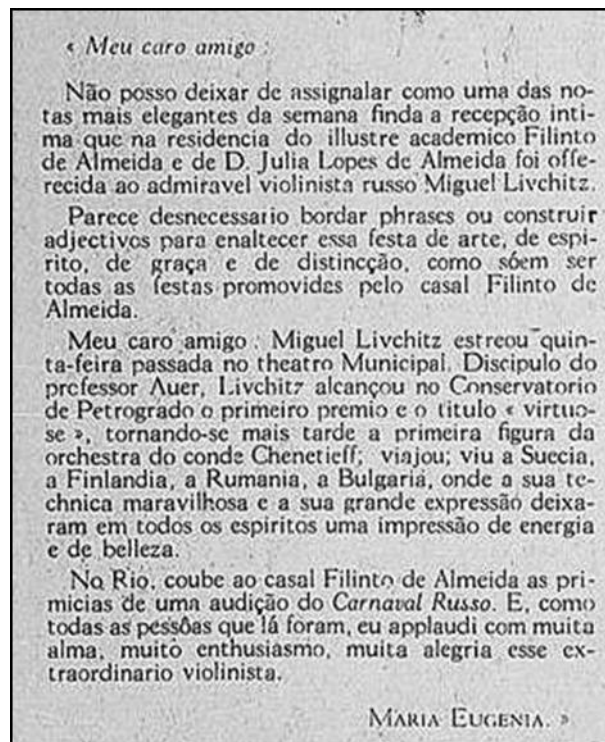 « Meu caro amigo :
Não posso deixar de assignalar como uma das no-
tas mais elegantes da semana finda a recepção inti-
ma que na residencia do illustre academico Filinto
de Almeida e de D. Julia Lopes de Almeida foi offe-
recida ao admiravel violinista russo Miguel Livchitz.
Parece desnecessario bordar phrases ou construir
adjectivos para enaltecer essa festa de arte, de espi-
rito, de graça e de distincção, como sóem ser
todas as festas promovidas pelo casal Filinto de
Almeida.
Meu caro amigo : Miguel Livchitz estreou quin-
ta-feira passada no theatro Municipal. Discipulo do
professor Auer, Livchitz alcançou no Conservatorio
de Petrogrado o primeiro premio e o titulo « virtuo-
se », tornando-se mais tarde a primeira figura da
orchestra do conde Chenetieff; viajou; viu a Suecia,
a Finlandia, a Rumania, a Bulgaria, onde a sua te-
chnica maravilhosa e a sua grande expressão deixa-
ram em todos os espiritos uma impressão de energia
e de belleza.
No Rio, coube ao casal Filinto de Almeida as pri-
micias de uma audição do Carnaval Russo. E, como
todas as pessôas que lá foram, eu applaudi com muita
alma, muito enthusiasmo, muita alegria esse ex-
traordinario violinista.
MARIA EUGENIA. »